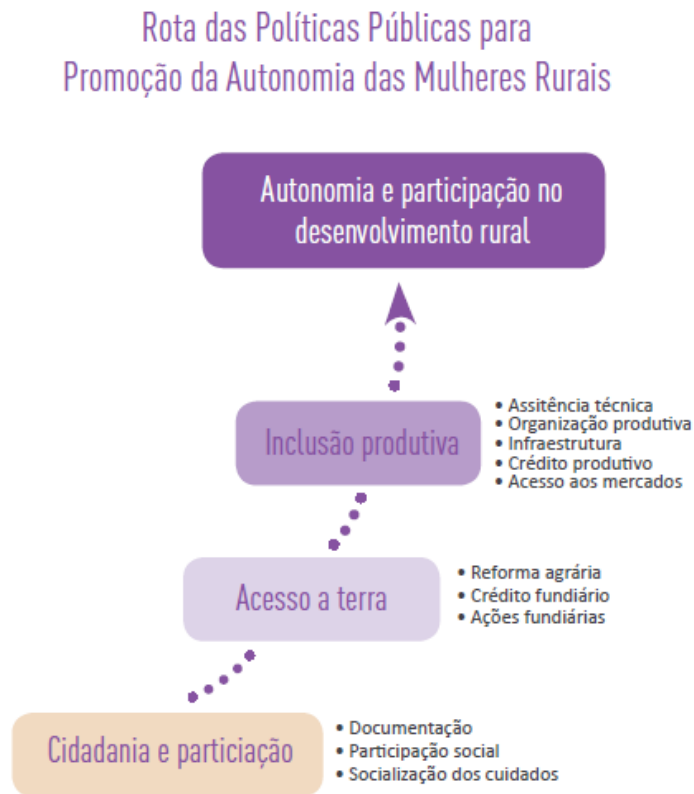 Rota das Políticas Públicas para
Promoção da Autonomia das Mulheres Rurais
Autonomia e participação no
desenvolvimento rural
Inclusão produtiva
• Assitência técnica
• Organização produtiva
• Infraestrutura
• Crédito produtivo
• Acesso aos mercados
Acesso a terra
• Reforma agrária
• Crédito fundiário
• Ações fundiárias
Cidadania e particiação
• Documentação
• Participação social
• Socialização dos cuidados